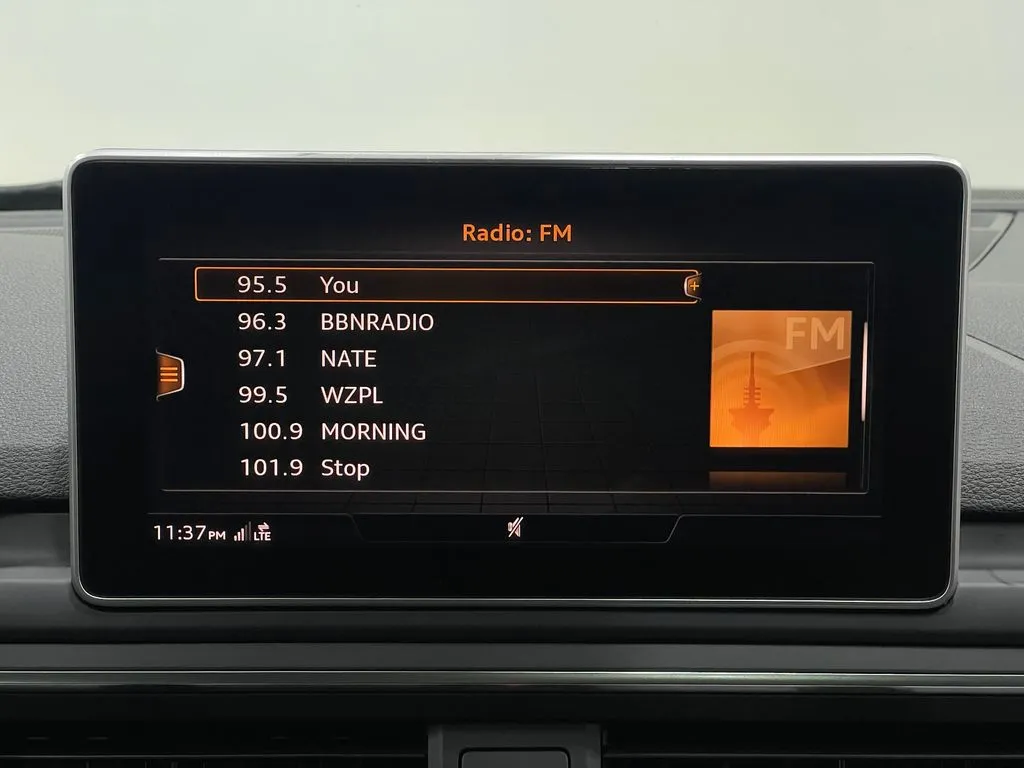 Radio: FM
95.5 You
96.3 BBNRADIO
97.1 NATE
99.5 WZPL
100.9 MORNING
101.9 Stop
FM
11:37PM LTE